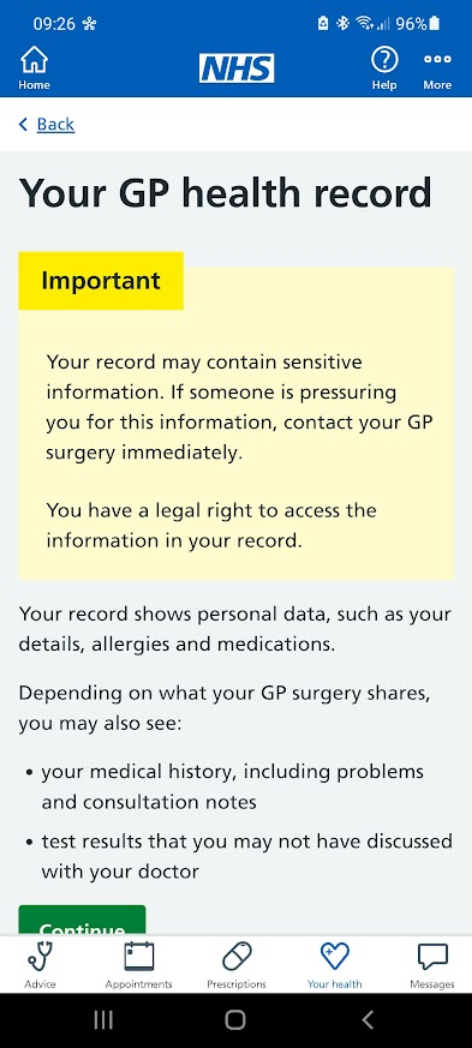 09:26 96%
NHS
Home Help More
Back
Your GP health record
Important
Your record may contain sensitive
information. If someone is pressuring
you for this information, contact your GP
surgery immediately.
You have a legal right to access the
information in your record.
Your record shows personal data, such as your
details, allergies and medications.
Depending on what your GP surgery shares,
you may also see:
• your medical history, including problems
and consultation notes
• test results that you may not have discussed
with your doctor
Continue
Advice Appointments Prescriptions Your health Messages